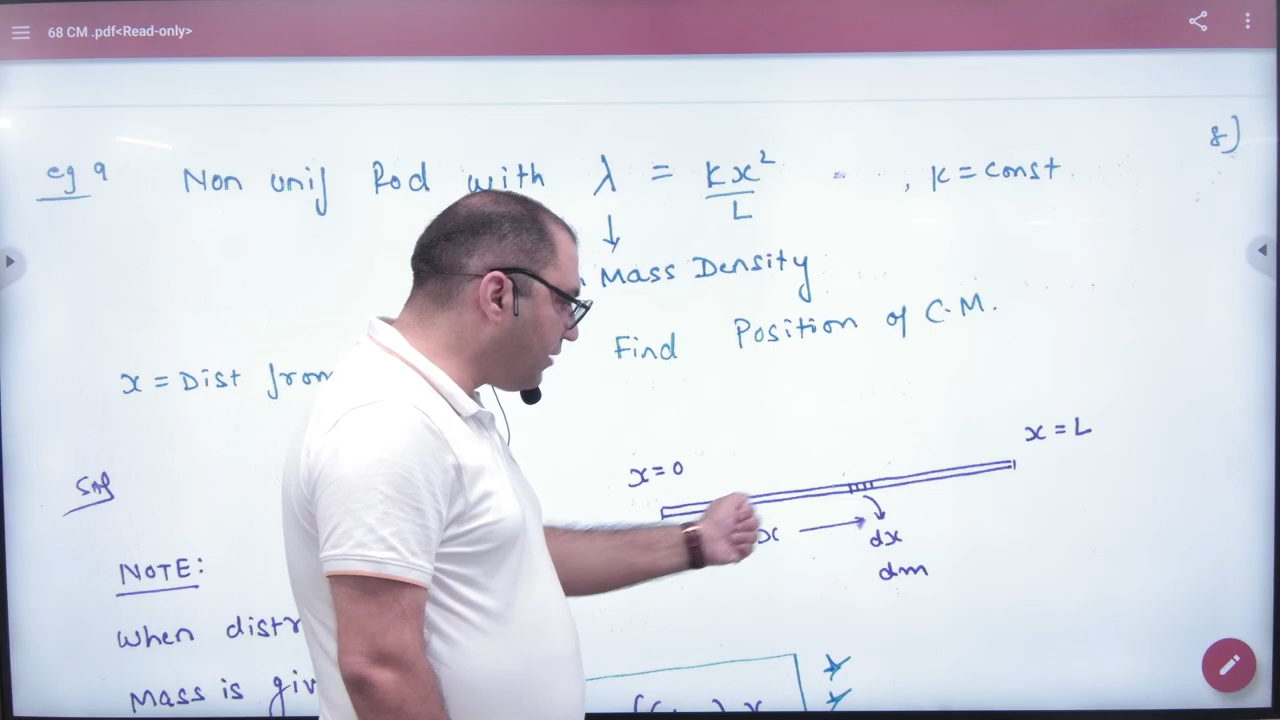 68 CM .pdf<Read-only>
8)
eg 9 Non unif Rod with λ = kx²/L , k = const.
↓
Mass Density
Find Position of C.M.
x = Dist from
x = L
x = 0
Sol
x → dx
dm
NOTE:
When distr
Mass is giv